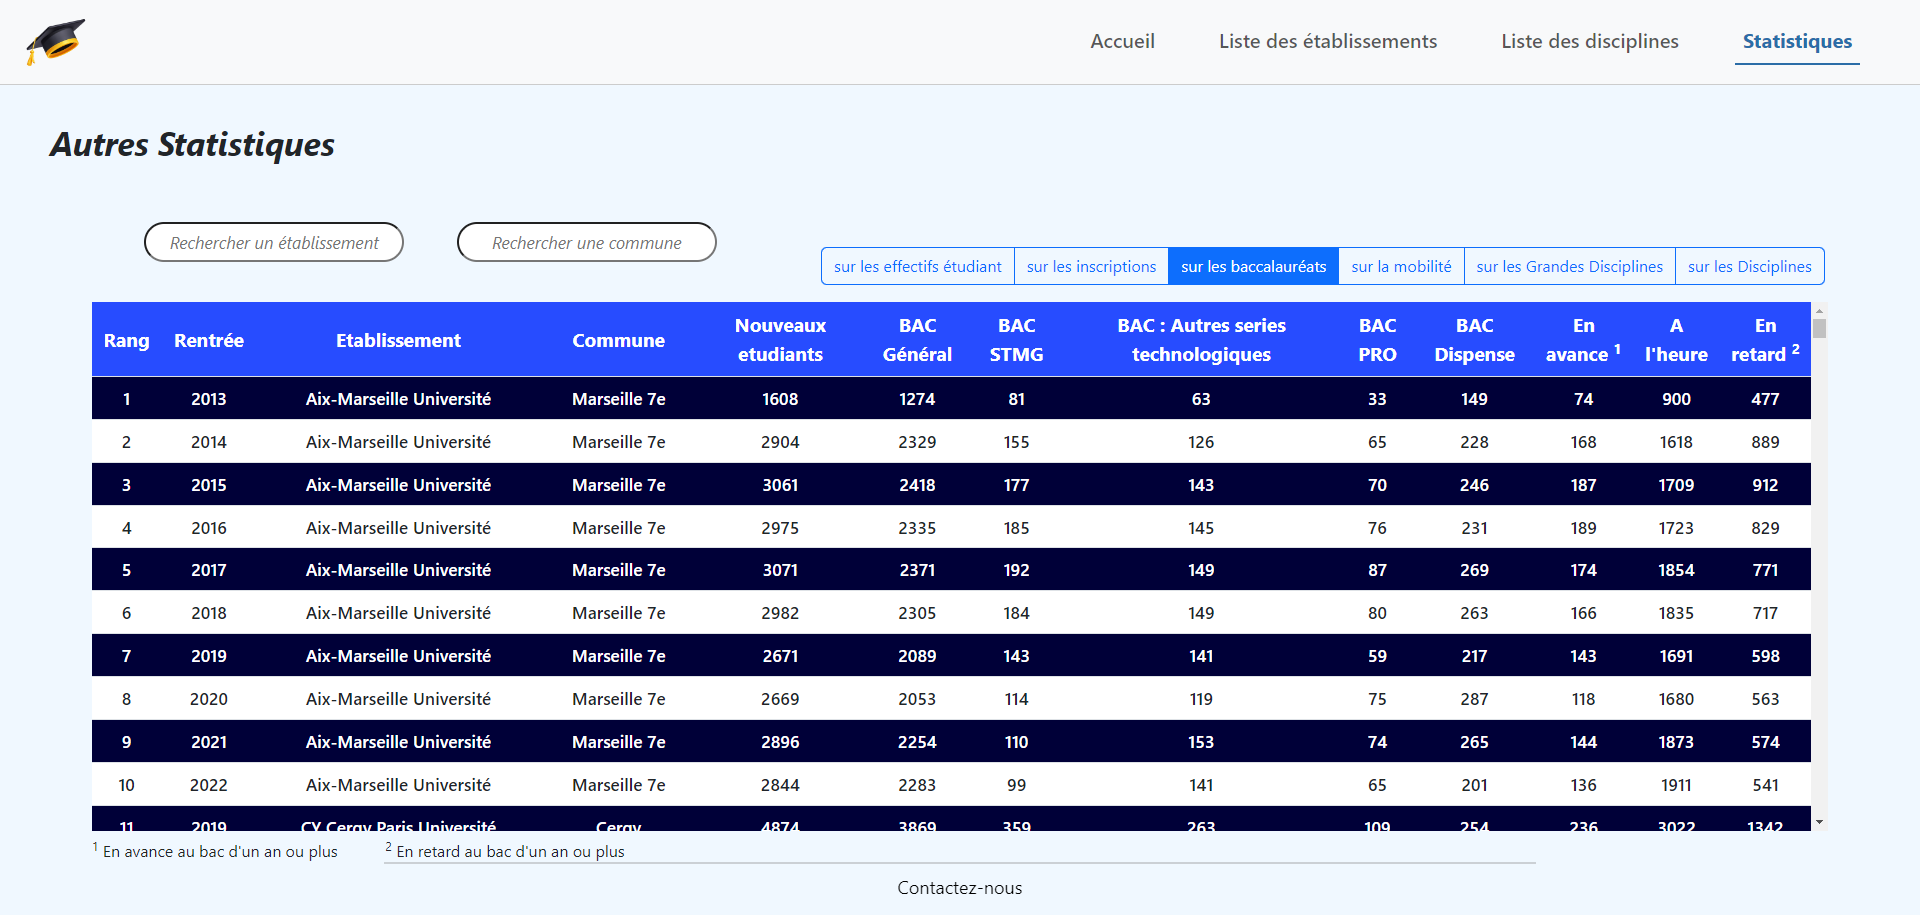 Accueil Liste des établissements Liste des disciplines Statistiques
Autres Statistiques
Rechercher un établissement Rechercher une commune
sur les effectifs étudiant sur les inscriptions sur les baccalauréats sur la mobilité sur les Grandes Disciplines sur les Disciplines
Rang Rentrée Etablissement Commune Nouveaux etudiants BAC Général BAC STMG BAC : Autres series technologiques BAC PRO BAC Dispense En avance 1 A l'heure En retard 2
1 2013 Aix-Marseille Université Marseille 7e 1608 1274 81 63 33 149 74 900 477
2 2014 Aix-Marseille Université Marseille 7e 2904 2329 155 126 65 228 168 1618 889
3 2015 Aix-Marseille Université Marseille 7e 3061 2418 177 143 70 246 187 1709 912
4 2016 Aix-Marseille Université Marseille 7e 2975 2335 185 145 76 231 189 1723 829
5 2017 Aix-Marseille Université Marseille 7e 3071 2371 192 149 87 269 174 1854 771
6 2018 Aix-Marseille Université Marseille 7e 2982 2305 184 149 80 263 166 1835 717
7 2019 Aix-Marseille Université Marseille 7e 2671 2089 143 141 59 217 143 1691 598
8 2020 Aix-Marseille Université Marseille 7e 2669 2053 114 119 75 287 118 1680 563
9 2021 Aix-Marseille Université Marseille 7e 2896 2254 110 153 74 265 144 1873 574
10 2022 Aix-Marseille Université Marseille 7e 2844 2283 99 141 65 201 136 1911 541
11 2019 CY Cergy Paris Université Cergy 4874 3869 359 263 109 254 236 3022 1342
1 En avance au bac d'un an ou plus 2 En retard au bac d'un an ou plus
Contactez-nous